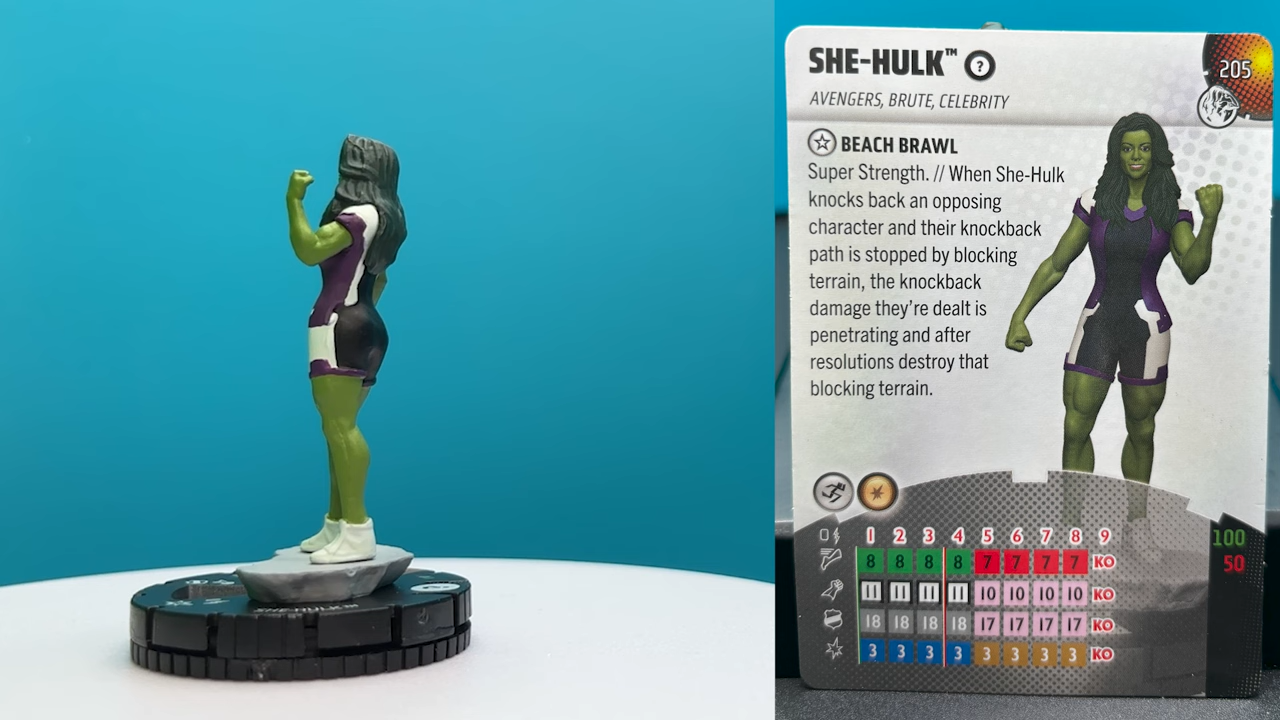 SHE-HULK™
SHE-HULK™ ?
205
AVENGERS, BRUTE, CELEBRITY
BEACH BRAWL
Super Strength. // When She-Hulk
knocks back an opposing
character and their knockback
path is stopped by blocking
terrain, the knockback
damage they're dealt is
penetrating and after
resolutions destroy that
blocking terrain.
1 2 3 4 5 6 7 8 9
100
8 8 8 8 7 7 7 7 KO
50
11 11 11 11 10 10 10 10 KO
18 18 18 18 17 17 17 17 KO
3 3 3 3 3 3 3 3 KO